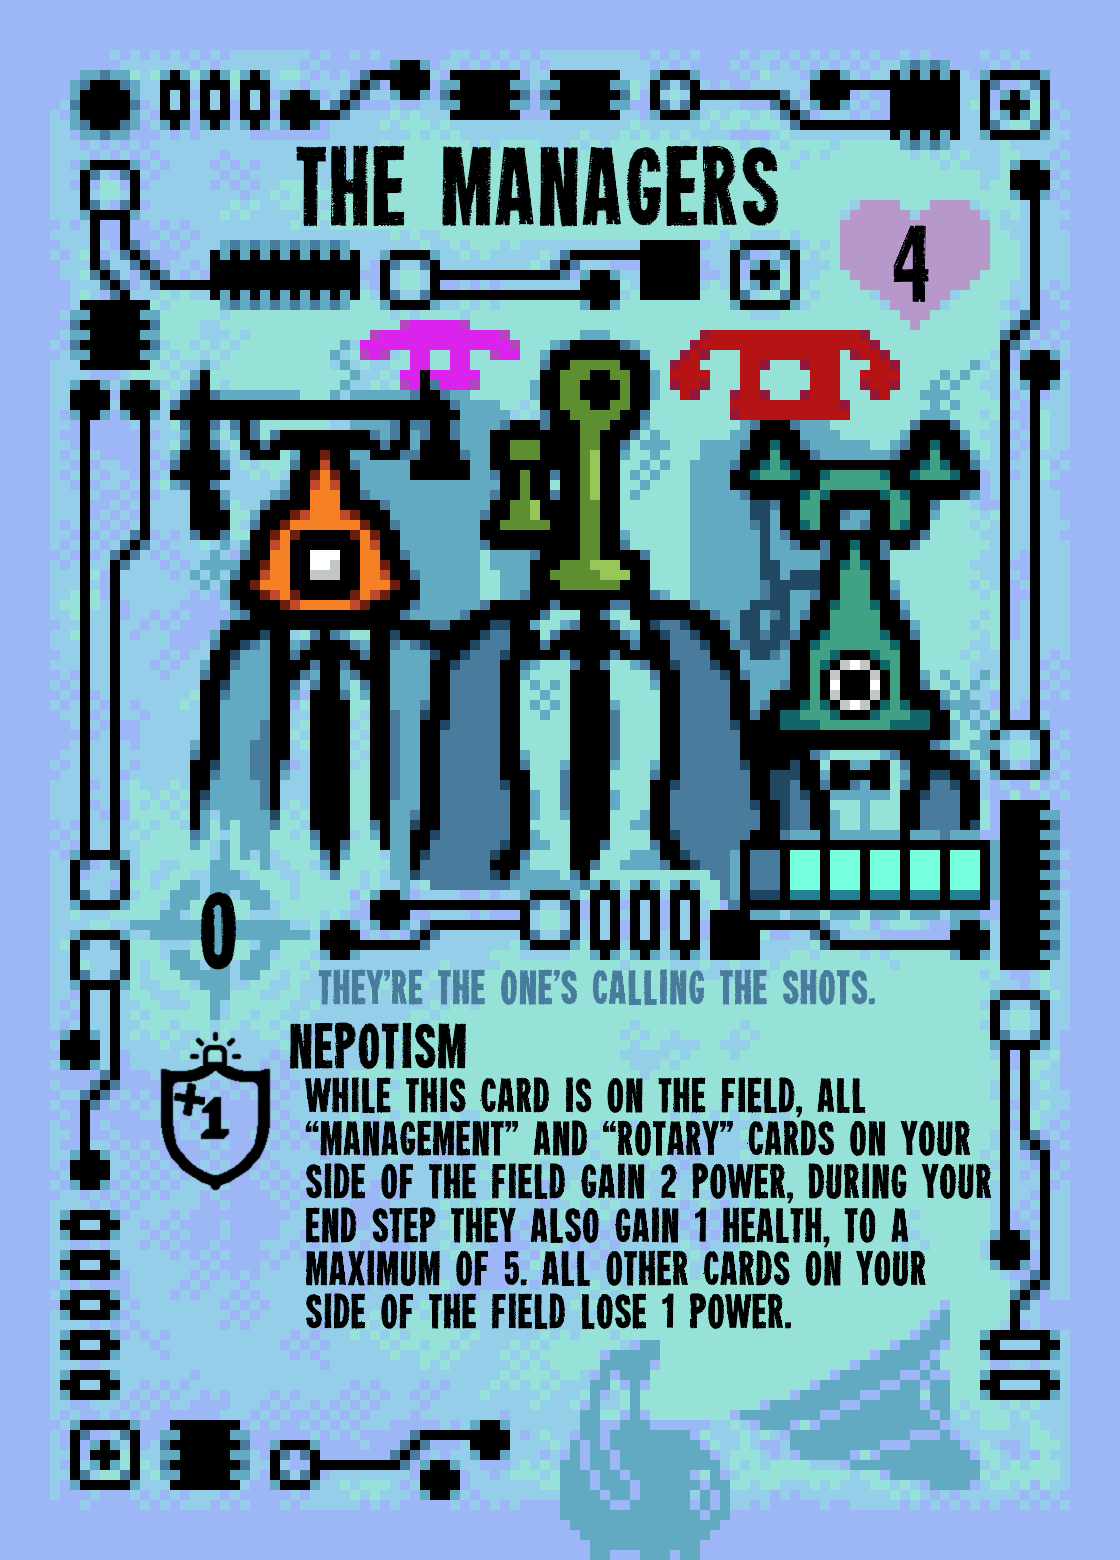 THE MANAGERS
4
0
THEY'RE THE ONE'S CALLING THE SHOTS.
NEPOTISM
+1
WHILE THIS CARD IS ON THE FIELD, ALL
“MANAGEMENT” AND “ROTARY” CARDS ON YOUR
SIDE OF THE FIELD GAIN 2 POWER, DURING YOUR
END STEP THEY ALSO GAIN 1 HEALTH, TO A
MAXIMUM OF 5. ALL OTHER CARDS ON YOUR
SIDE OF THE FIELD LOSE 1 POWER.